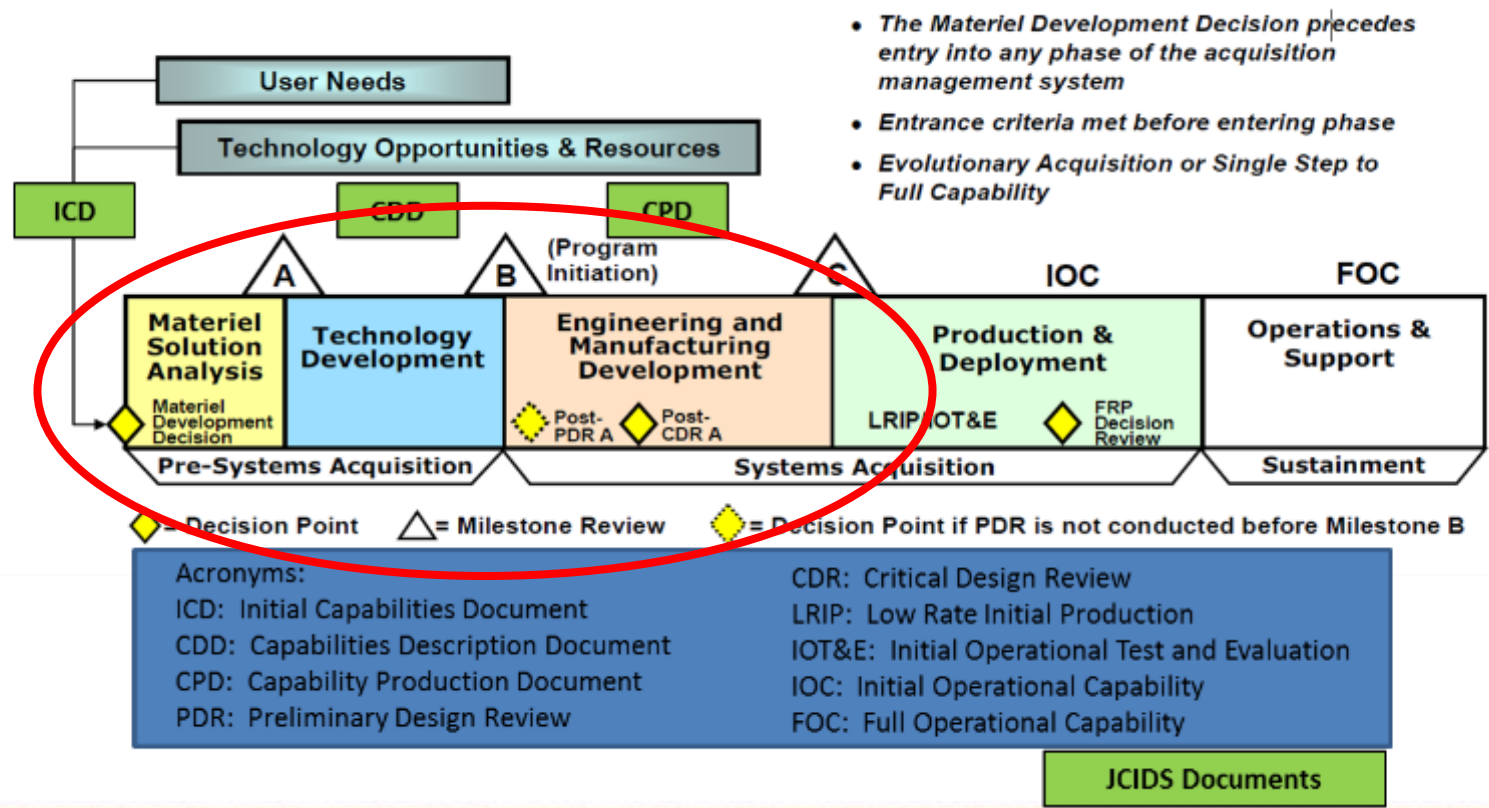 • The Materiel Development Decision precedes
entry into any phase of the acquisition
management system
• Entrance criteria met before entering phase
• Evolutionary Acquisition or Single Step to
Full Capability
User Needs
Technology Opportunities & Resources
ICD
CDD
CPD
A
B
(Program
Initiation)
C
IOC
FOC
Materiel
Solution
Analysis
Materiel
Development
Decision
Technology
Development
Engineering and
Manufacturing
Development
Post-
PDR A
Post-
CDR A
Production &
Deployment
LRIP/IOT&E
FRP
Decision
Review
Operations &
Support
Pre-Systems Acquisition
Systems Acquisition
Sustainment
= Decision Point
= Milestone Review
= Decision Point if PDR is not conducted before Milestone B
Acronyms:
ICD: Initial Capabilities Document
CDD: Capabilities Description Document
CPD: Capability Production Document
PDR: Preliminary Design Review
CDR: Critical Design Review
LRIP: Low Rate Initial Production
IOT&E: Initial Operational Test and Evaluation
IOC: Initial Operational Capability
FOC: Full Operational Capability
JCIDS Documents